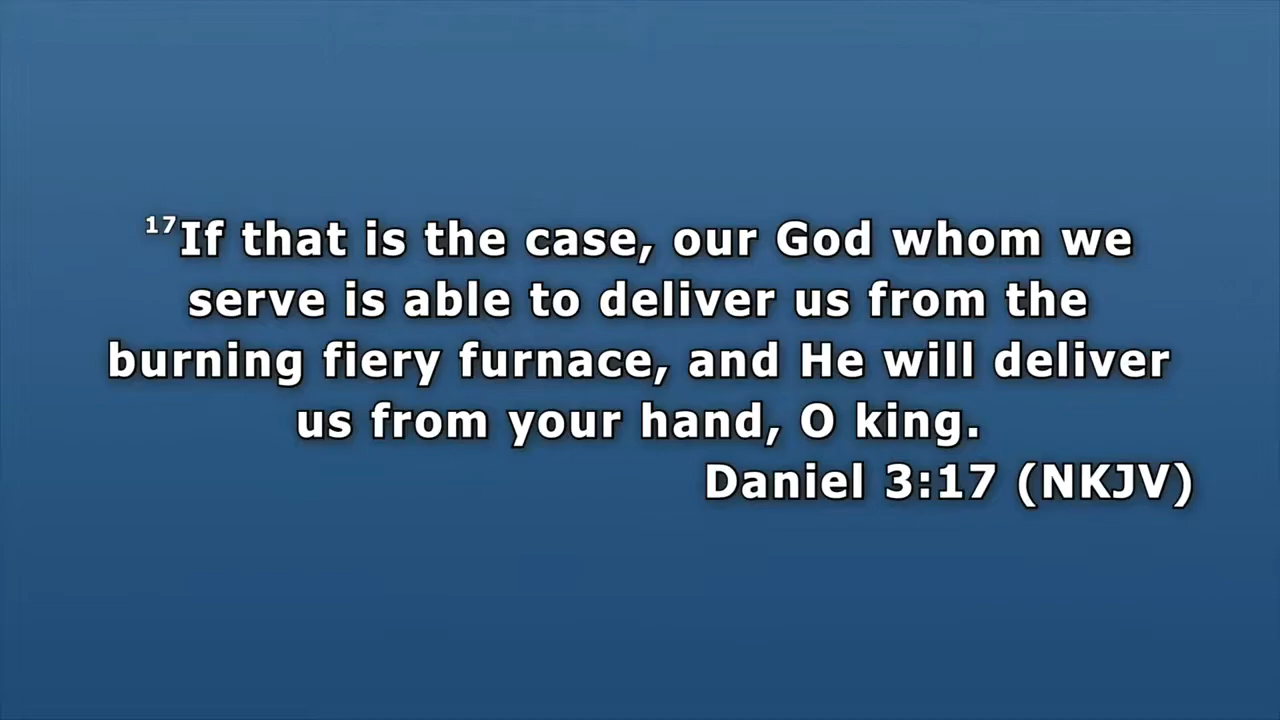 17If that is the case, our God whom we
serve is able to deliver us from the
burning fiery furnace, and He will deliver
us from your hand, O king.
Daniel 3:17 (NKJV)